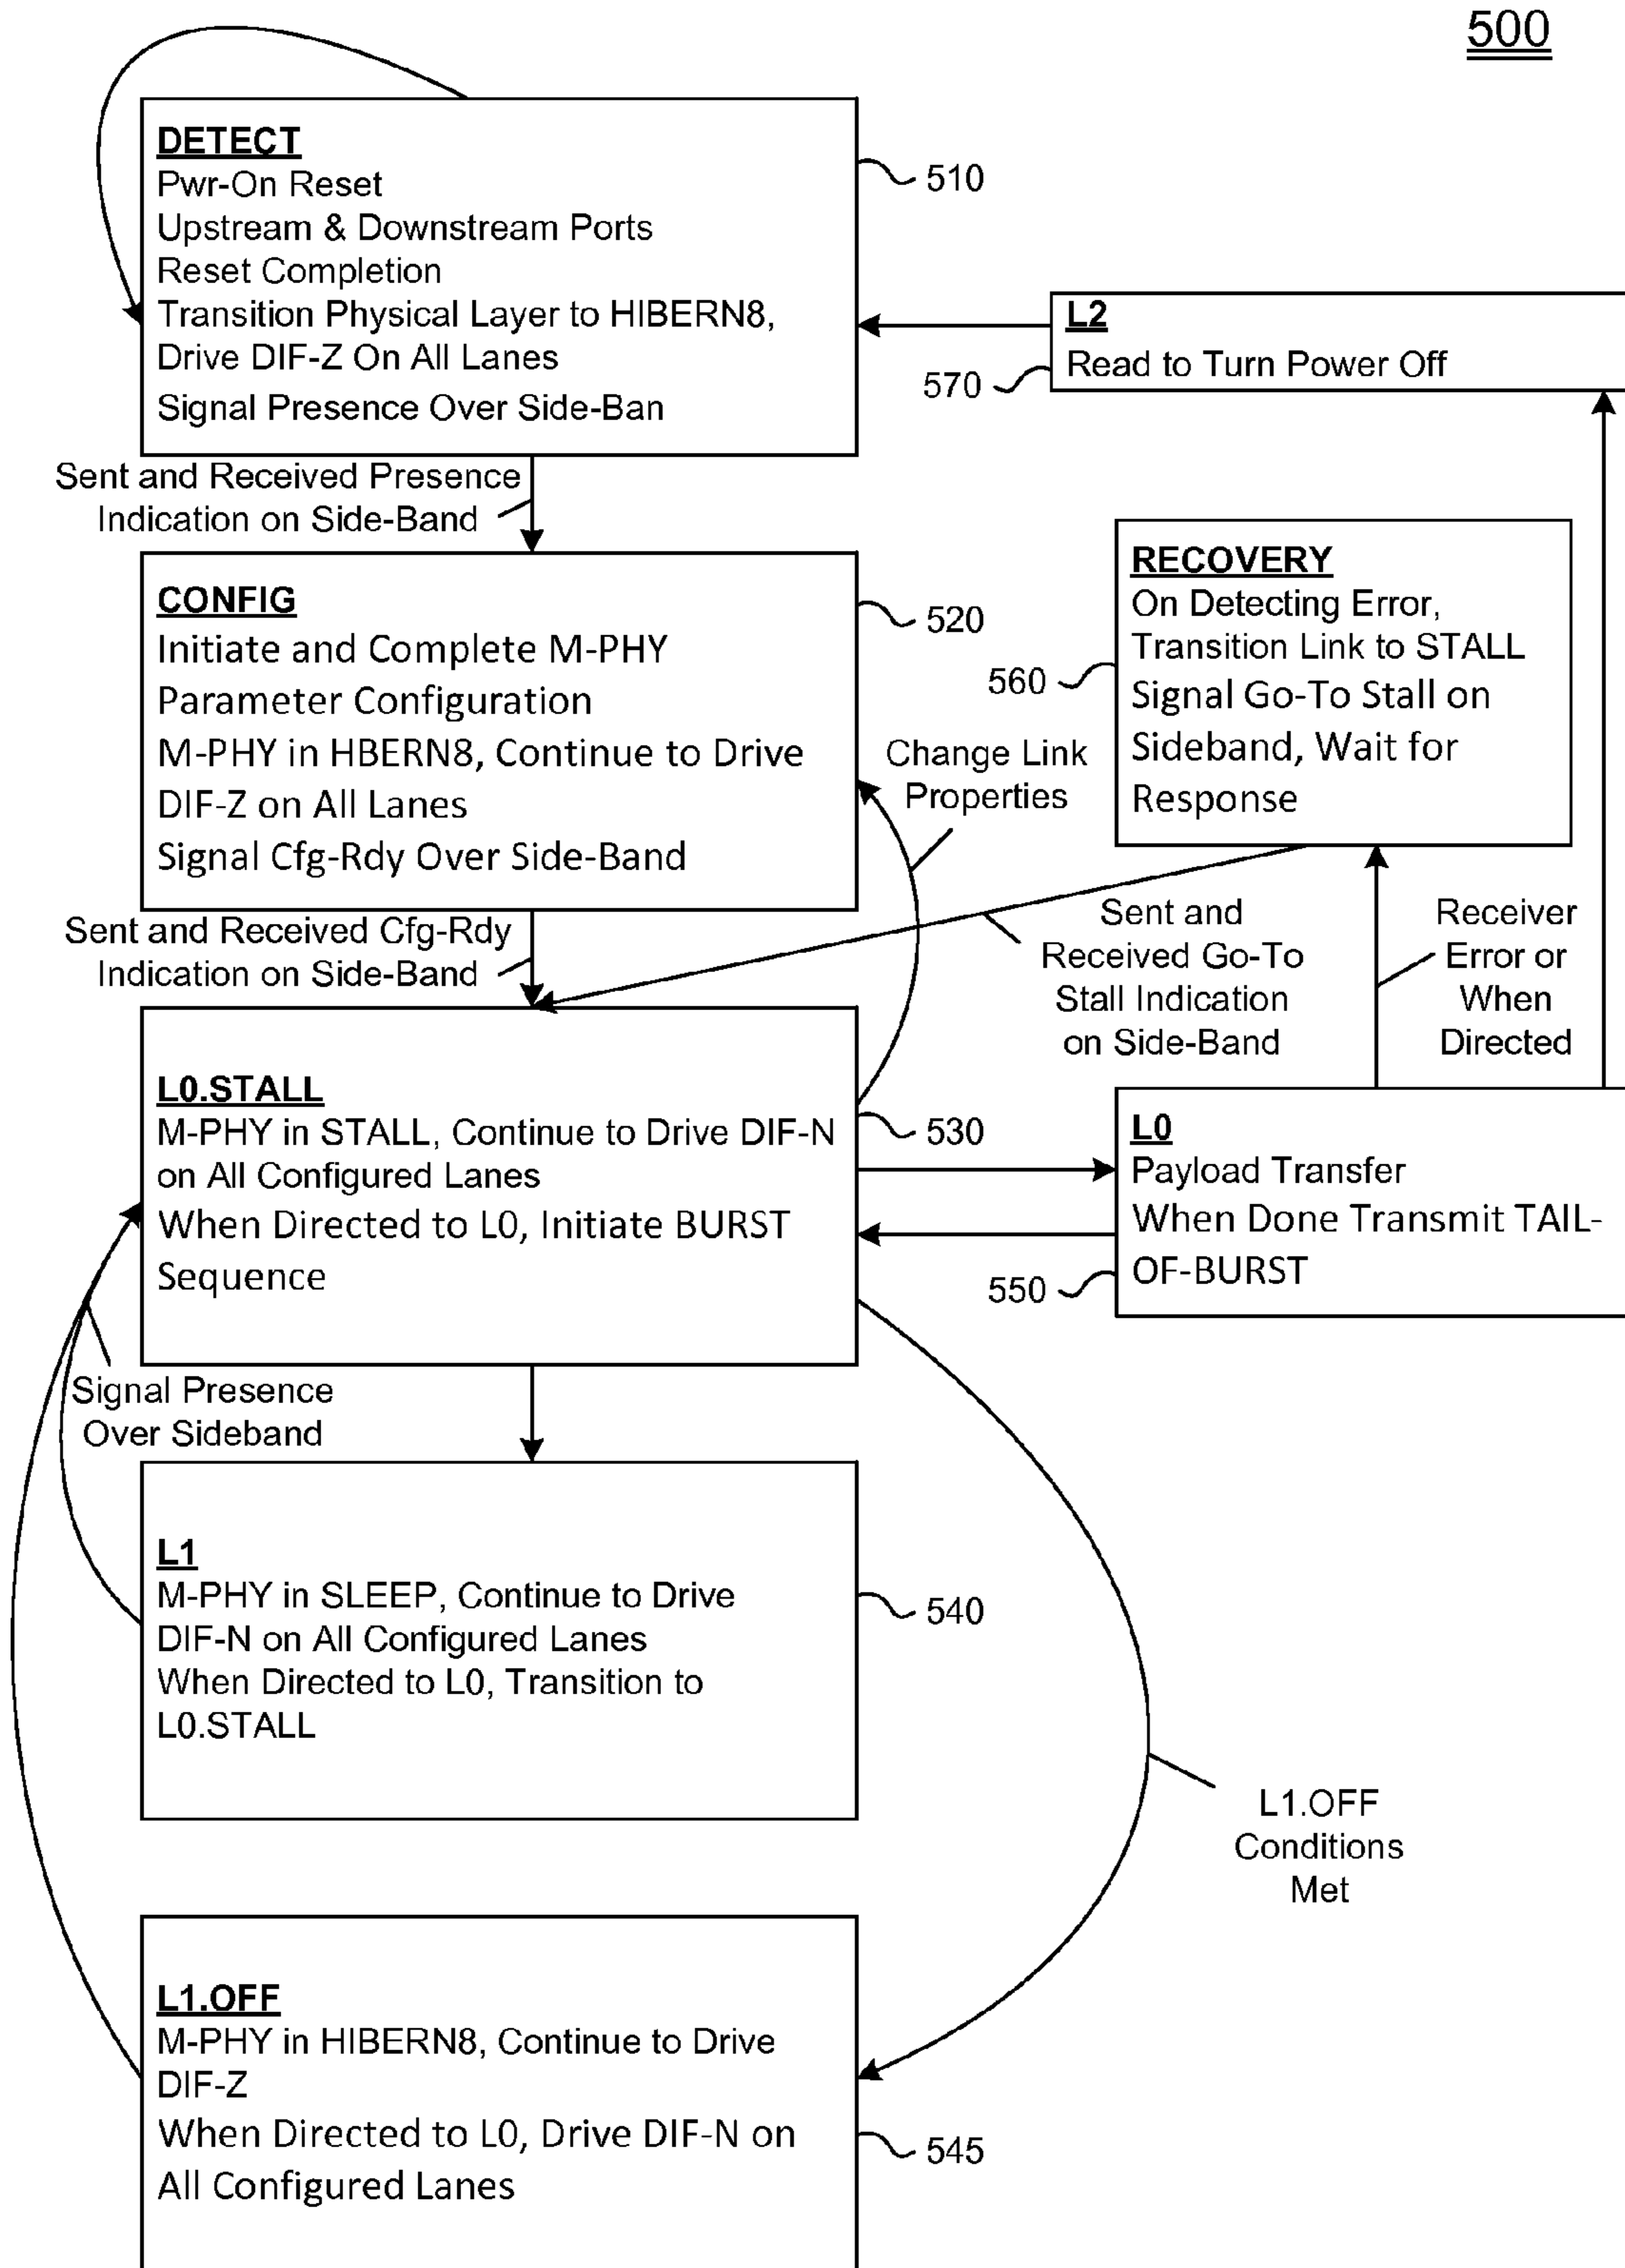 500
DETECT
Pwr-On Reset
Upstream & Downstream Ports
Reset Completion
Transition Physical Layer to HIBERN8,
Drive DIF-Z On All Lanes
Signal Presence Over Side-Ban
510
L2
Read to Turn Power Off
570
Sent and Received Presence
Indication on Side-Band
CONFIG
Initiate and Complete M-PHY
Parameter Configuration
M-PHY in HBERN8, Continue to Drive
DIF-Z on All Lanes
Signal Cfg-Rdy Over Side-Band
520
RECOVERY
On Detecting Error,
Transition Link to STALL
Signal Go-To Stall on
Sideband, Wait for
Response
560
Change Link
Properties
Sent and Received Cfg-Rdy
Indication on Side-Band
Sent and
Received Go-To
Stall Indication
on Side-Band
Receiver
Error or
When
Directed
L0.STALL
M-PHY in STALL, Continue to Drive DIF-N
on All Configured Lanes
When Directed to L0, Initiate BURST
Sequence
530
L0
Payload Transfer
When Done Transmit TAIL-
OF-BURST
550
Signal Presence
Over Sideband
L1
M-PHY in SLEEP, Continue to Drive
DIF-N on All Configured Lanes
When Directed to L0, Transition to
L0.STALL
540
L1.OFF
Conditions
Met
L1.OFF
M-PHY in HIBERN8, Continue to Drive
DIF-Z
When Directed to L0, Drive DIF-N on
All Configured Lanes
545